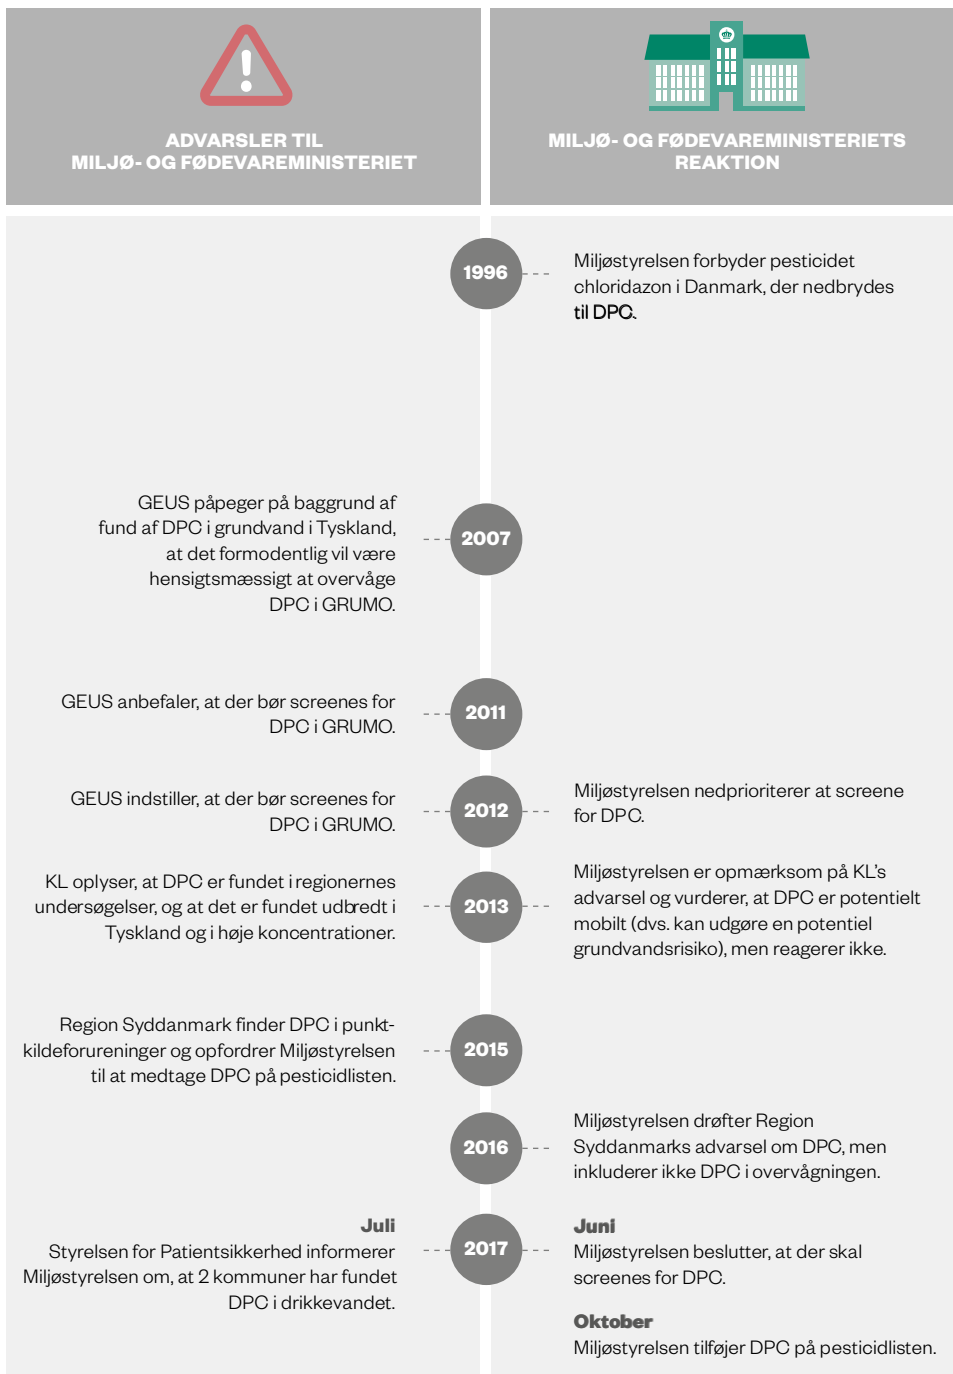 ADVARSLER TIL
MILJØ- OG FØDEVAREMINISTERIET
MILJØ- OG FØDEVAREMINISTERIETS
REAKTION
1996
Miljøstyrelsen forbyder pesticidet
chloridazon i Danmark, der nedbrydes
til DPC.
GEUS påpeger på baggrund af
fund af DPC i grundvand i Tyskland,
at det formodentlig vil være
hensigtsmæssigt at overvåge
DPC i GRUMO.
2007
GEUS anbefaler, at der bør screenes for
DPC i GRUMO.
2011
GEUS indstiller, at der bør screenes for
DPC i GRUMO.
2012
Miljøstyrelsen nedprioriterer at screene
for DPC.
KL oplyser, at DPC er fundet i regionernes
undersøgelser, og at det er fundet udbredt i
Tyskland og i høje koncentrationer.
2013
Miljøstyrelsen er opmærksom på KL's
advarsel og vurderer, at DPC er potentielt
mobilt (dvs. kan udgøre en potentiel
grundvandsrisiko), men reagerer ikke.
Region Syddanmark finder DPC i punkt-
kildeforureninger og opfordrer Miljøstyrelsen
til at medtage DPC på pesticidlisten.
2015
2016
Miljøstyrelsen drøfter Region
Syddanmarks advarsel om DPC, men
inkluderer ikke DPC i overvågningen.
Juli
Styrelsen for Patientsikkerhed informerer
Miljøstyrelsen om, at 2 kommuner har fundet
DPC i drikkevandet.
2017
Juni
Miljøstyrelsen beslutter, at der skal
screenes for DPC.
Oktober
Miljøstyrelsen tilføjer DPC på pesticidlisten.